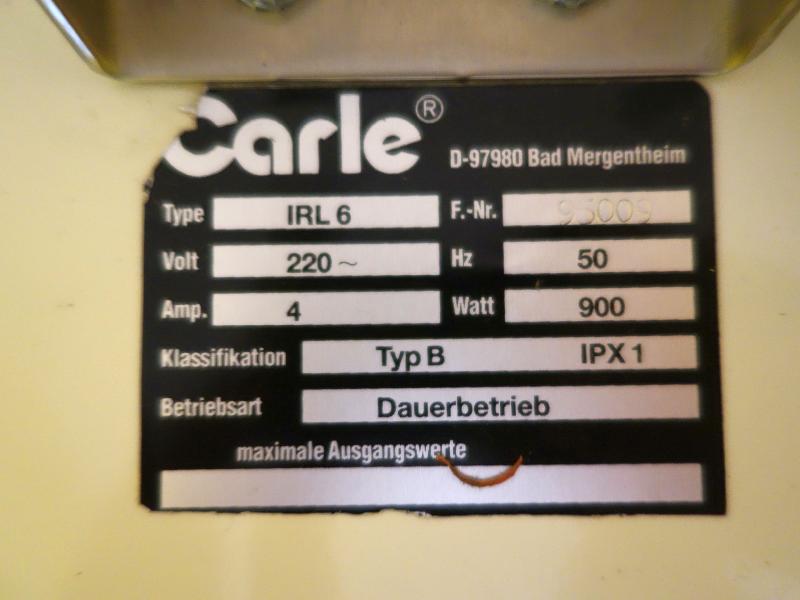 Carle®
D-97980 Bad Mergentheim
Type IRL 6 F.-Nr. 95009
Volt 220 ~ Hz 50
Amp. 4 Watt 900
Klassifikation Typ B IPX 1
Betriebsart Dauerbetrieb
maximale Ausgangswerte